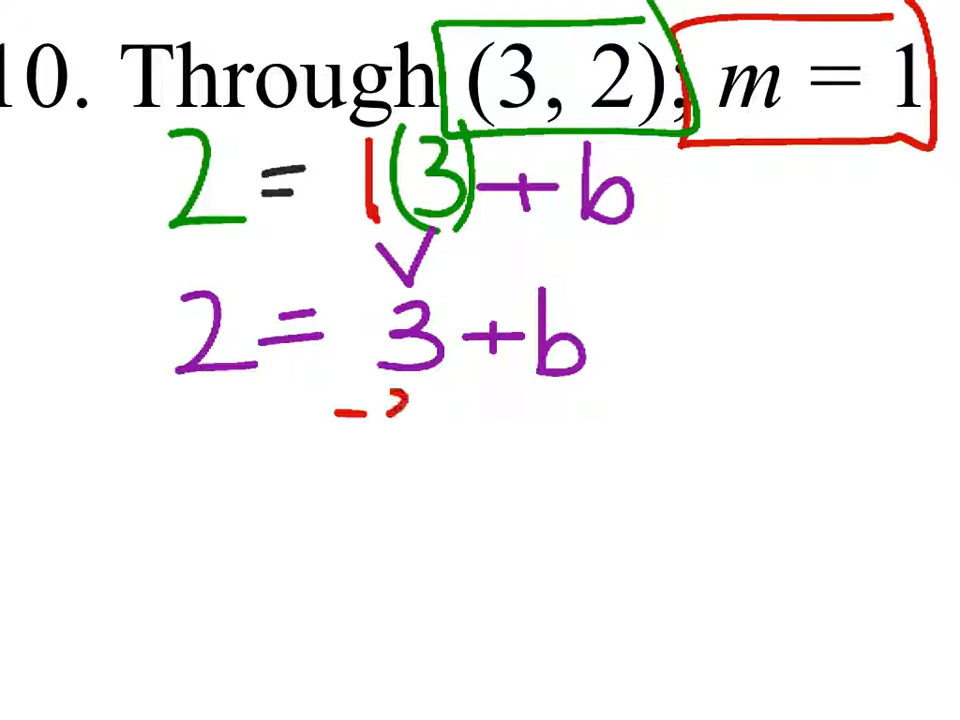 10. Through (3, 2); m = 1
2 = 1(3) + b
2 = 3 + b
-